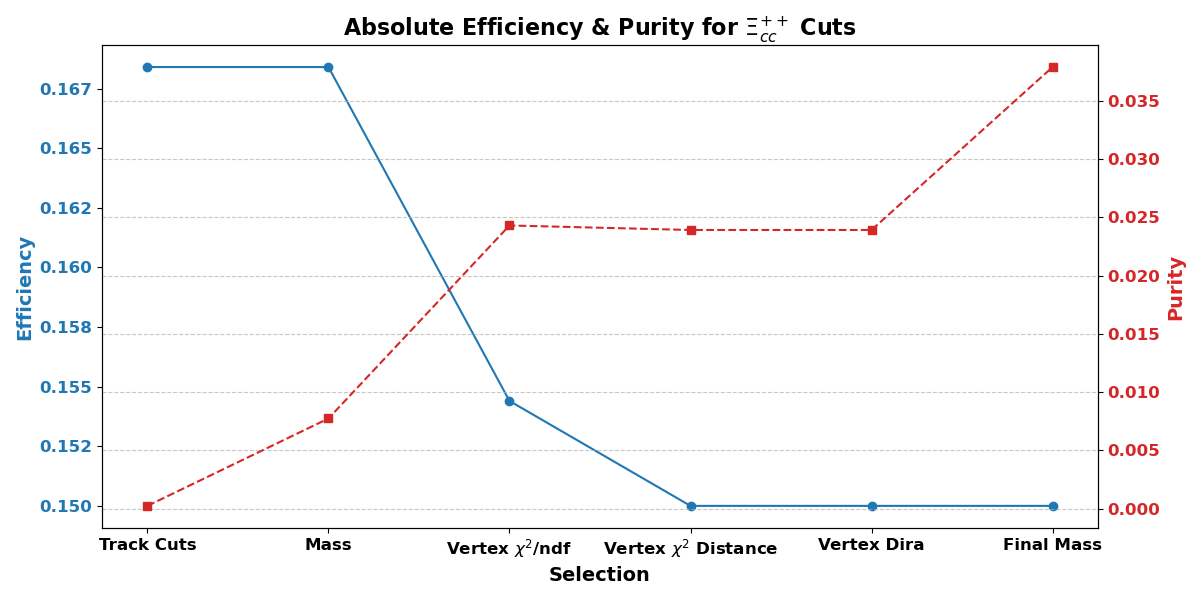 Absolute Efficiency & Purity for Ξ⁺⁺cc Cuts
Efficiency
0.167
0.165
0.162
0.160
0.158
0.155
0.152
0.150
Purity
0.035
0.030
0.025
0.020
0.015
0.010
0.005
0.000
Track Cuts
Mass
Vertex χ²/ndf
Vertex χ² Distance
Vertex Dira
Final Mass
Selection